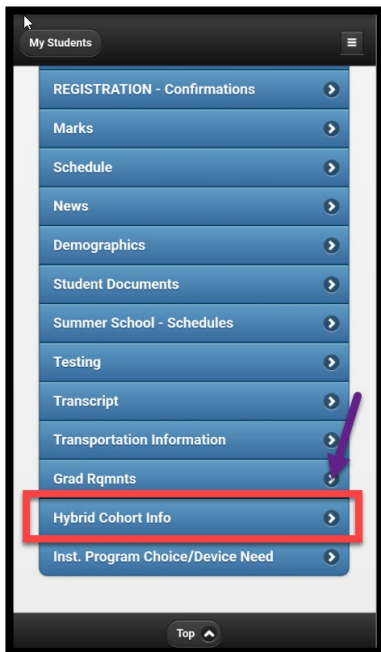 My Students
REGISTRATION - Confirmations
Marks
Schedule
News
Demographics
Student Documents
Summer School - Schedules
Testing
Transcript
Transportation Information
Grad Rqmnts
Hybrid Cohort Info
Inst. Program Choice/Device Need
Top